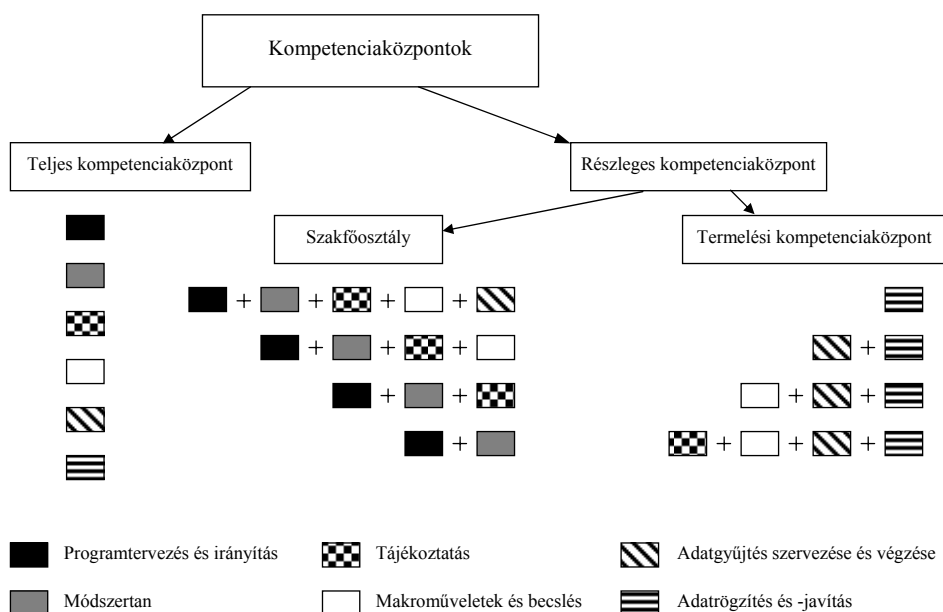 Kompetenciaközpontok
Teljes kompetenciaközpont
Részleges kompetenciaközpont
Szakfőosztály
Termelési kompetenciaközpont
+ + + +
+
+ + +
+ +
+ +
+
+ + +
Programtervezés és irányítás
Tájékoztatás
Adatgyűjtés szervezése és végzése
Módszertan
Makroműveletek és becslés
Adatrögzítés és -javítás